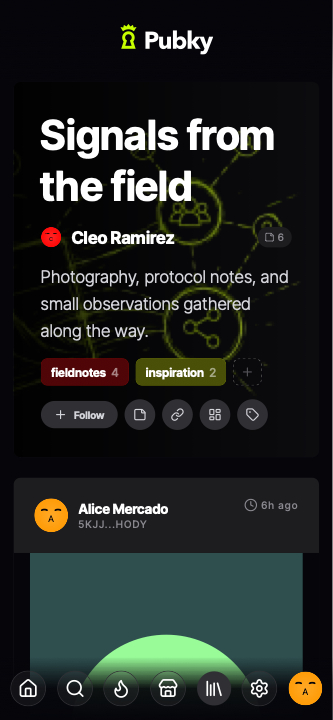 Pubky
Signals from
the field
Cleo Ramirez
6
Photography, protocol notes, and
small observations gathered
along the way.
fieldnotes 4 inspiration 2 +
+ Follow
Alice Mercado
6h ago
5KJJ...HODY
A
A